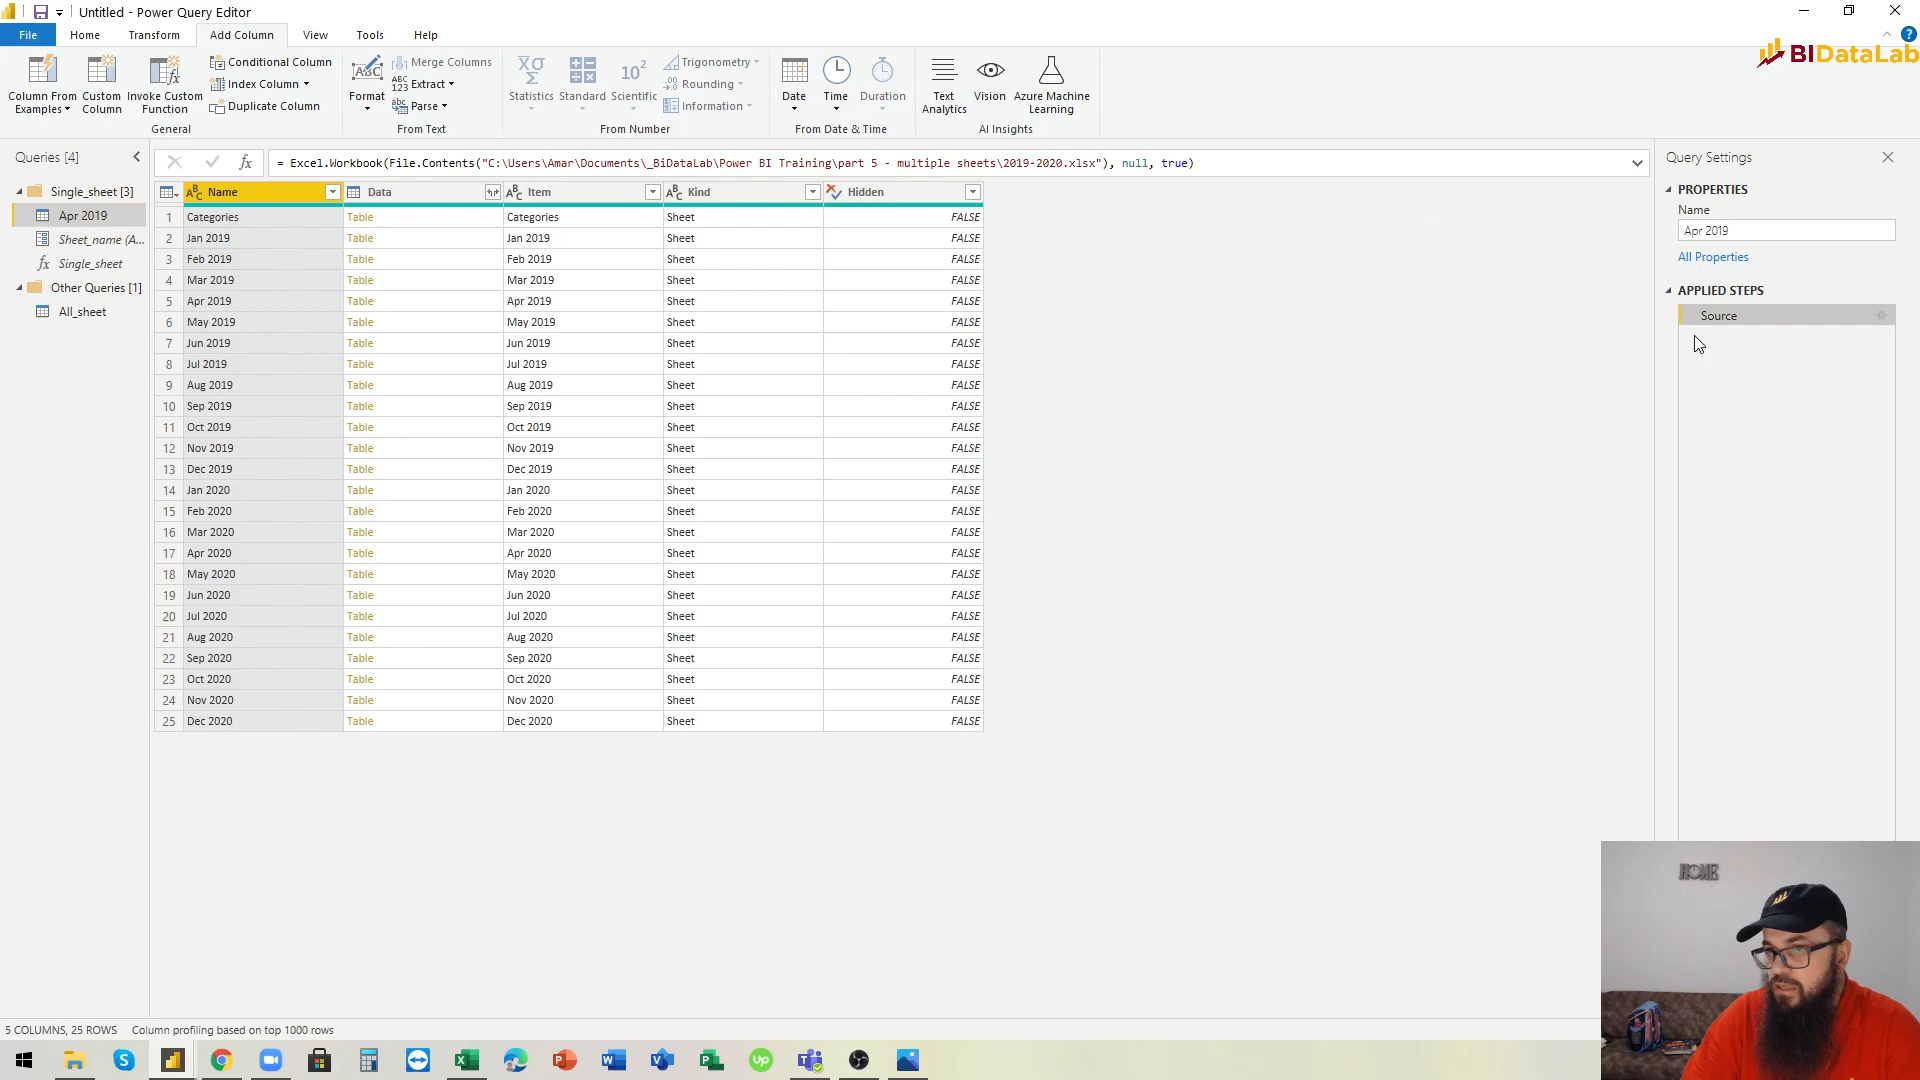 Untitled - Power Query Editor
File Home Transform Add Column View Tools Help
BIDataLab
Column From Examples
Custom Column
Invoke Custom Function
Conditional Column
Index Column
Duplicate Column
General
Format
Merge Columns
Extract
Parse
From Text
Statistics
Standard
Scientific
Trigonometry
Rounding
Information
From Number
Date
Time
Duration
From Date & Time
Text Analytics
Vision
Azure Machine Learning
AI Insights
Queries [4]
Single_sheet [3]
Apr 2019
Sheet_name (A...
Single_sheet
Other Queries [1]
All_sheet
= Excel.Workbook(File.Contents("C:\Users\Amar\Documents\_BiDataLab\Power BI Training\part 5 - multiple sheets\2019-2020.xlsx"), null, true)
Name Data Item Kind Hidden
1 Categories Table Categories Sheet FALSE
2 Jan 2019 Table Jan 2019 Sheet FALSE
3 Feb 2019 Table Feb 2019 Sheet FALSE
4 Mar 2019 Table Mar 2019 Sheet FALSE
5 Apr 2019 Table Apr 2019 Sheet FALSE
6 May 2019 Table May 2019 Sheet FALSE
7 Jun 2019 Table Jun 2019 Sheet FALSE
8 Jul 2019 Table Jul 2019 Sheet FALSE
9 Aug 2019 Table Aug 2019 Sheet FALSE
10 Sep 2019 Table Sep 2019 Sheet FALSE
11 Oct 2019 Table Oct 2019 Sheet FALSE
12 Nov 2019 Table Nov 2019 Sheet FALSE
13 Dec 2019 Table Dec 2019 Sheet FALSE
14 Jan 2020 Table Jan 2020 Sheet FALSE
15 Feb 2020 Table Feb 2020 Sheet FALSE
16 Mar 2020 Table Mar 2020 Sheet FALSE
17 Apr 2020 Table Apr 2020 Sheet FALSE
18 May 2020 Table May 2020 Sheet FALSE
19 Jun 2020 Table Jun 2020 Sheet FALSE
20 Jul 2020 Table Jul 2020 Sheet FALSE
21 Aug 2020 Table Aug 2020 Sheet FALSE
22 Sep 2020 Table Sep 2020 Sheet FALSE
23 Oct 2020 Table Oct 2020 Sheet FALSE
24 Nov 2020 Table Nov 2020 Sheet FALSE
25 Dec 2020 Table Dec 2020 Sheet FALSE
Query Settings
PROPERTIES
Name
Apr 2019
All Properties
APPLIED STEPS
Source
HOME
5 COLUMNS, 25 ROWS Column profiling based on top 1000 rows